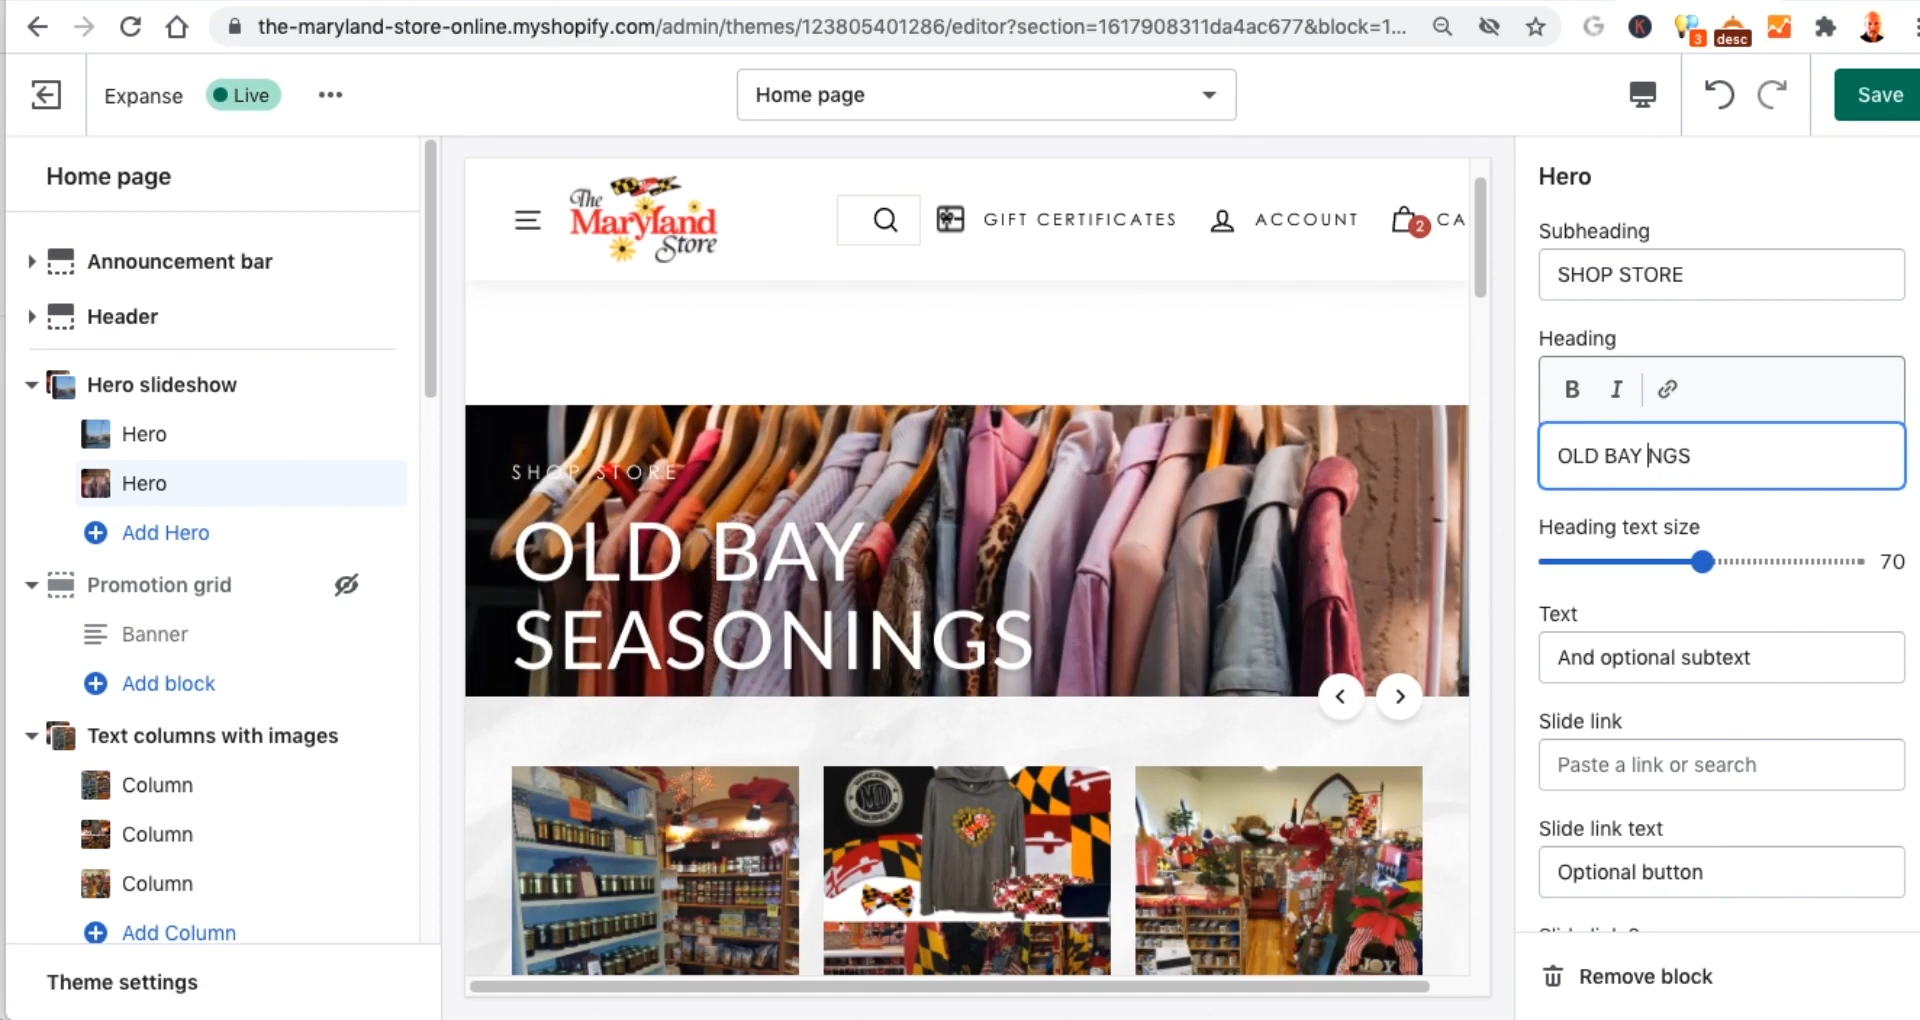 the-maryland-store-online.myshopify.com/admin/themes/123805401286/editor?section=1617908311da4ac677&block=1...
3
desc
K
Expanse
Live
Home page
Save
Home page
Announcement bar
Header
Hero slideshow
Hero
Hero
Add Hero
Promotion grid
Banner
Add block
Text columns with images
Column
Column
Column
Add Column
Theme settings
The
Maryland
Store
GIFT CERTIFICATES
ACCOUNT
2
CA
SHOP STORE
OLD BAY
SEASONINGS
MD
JOY
Hero
Subheading
SHOP STORE
Heading
B I
OLD BAY NGS
Heading text size
70
Text
And optional subtext
Slide link
Paste a link or search
Slide link text
Optional button
Remove block